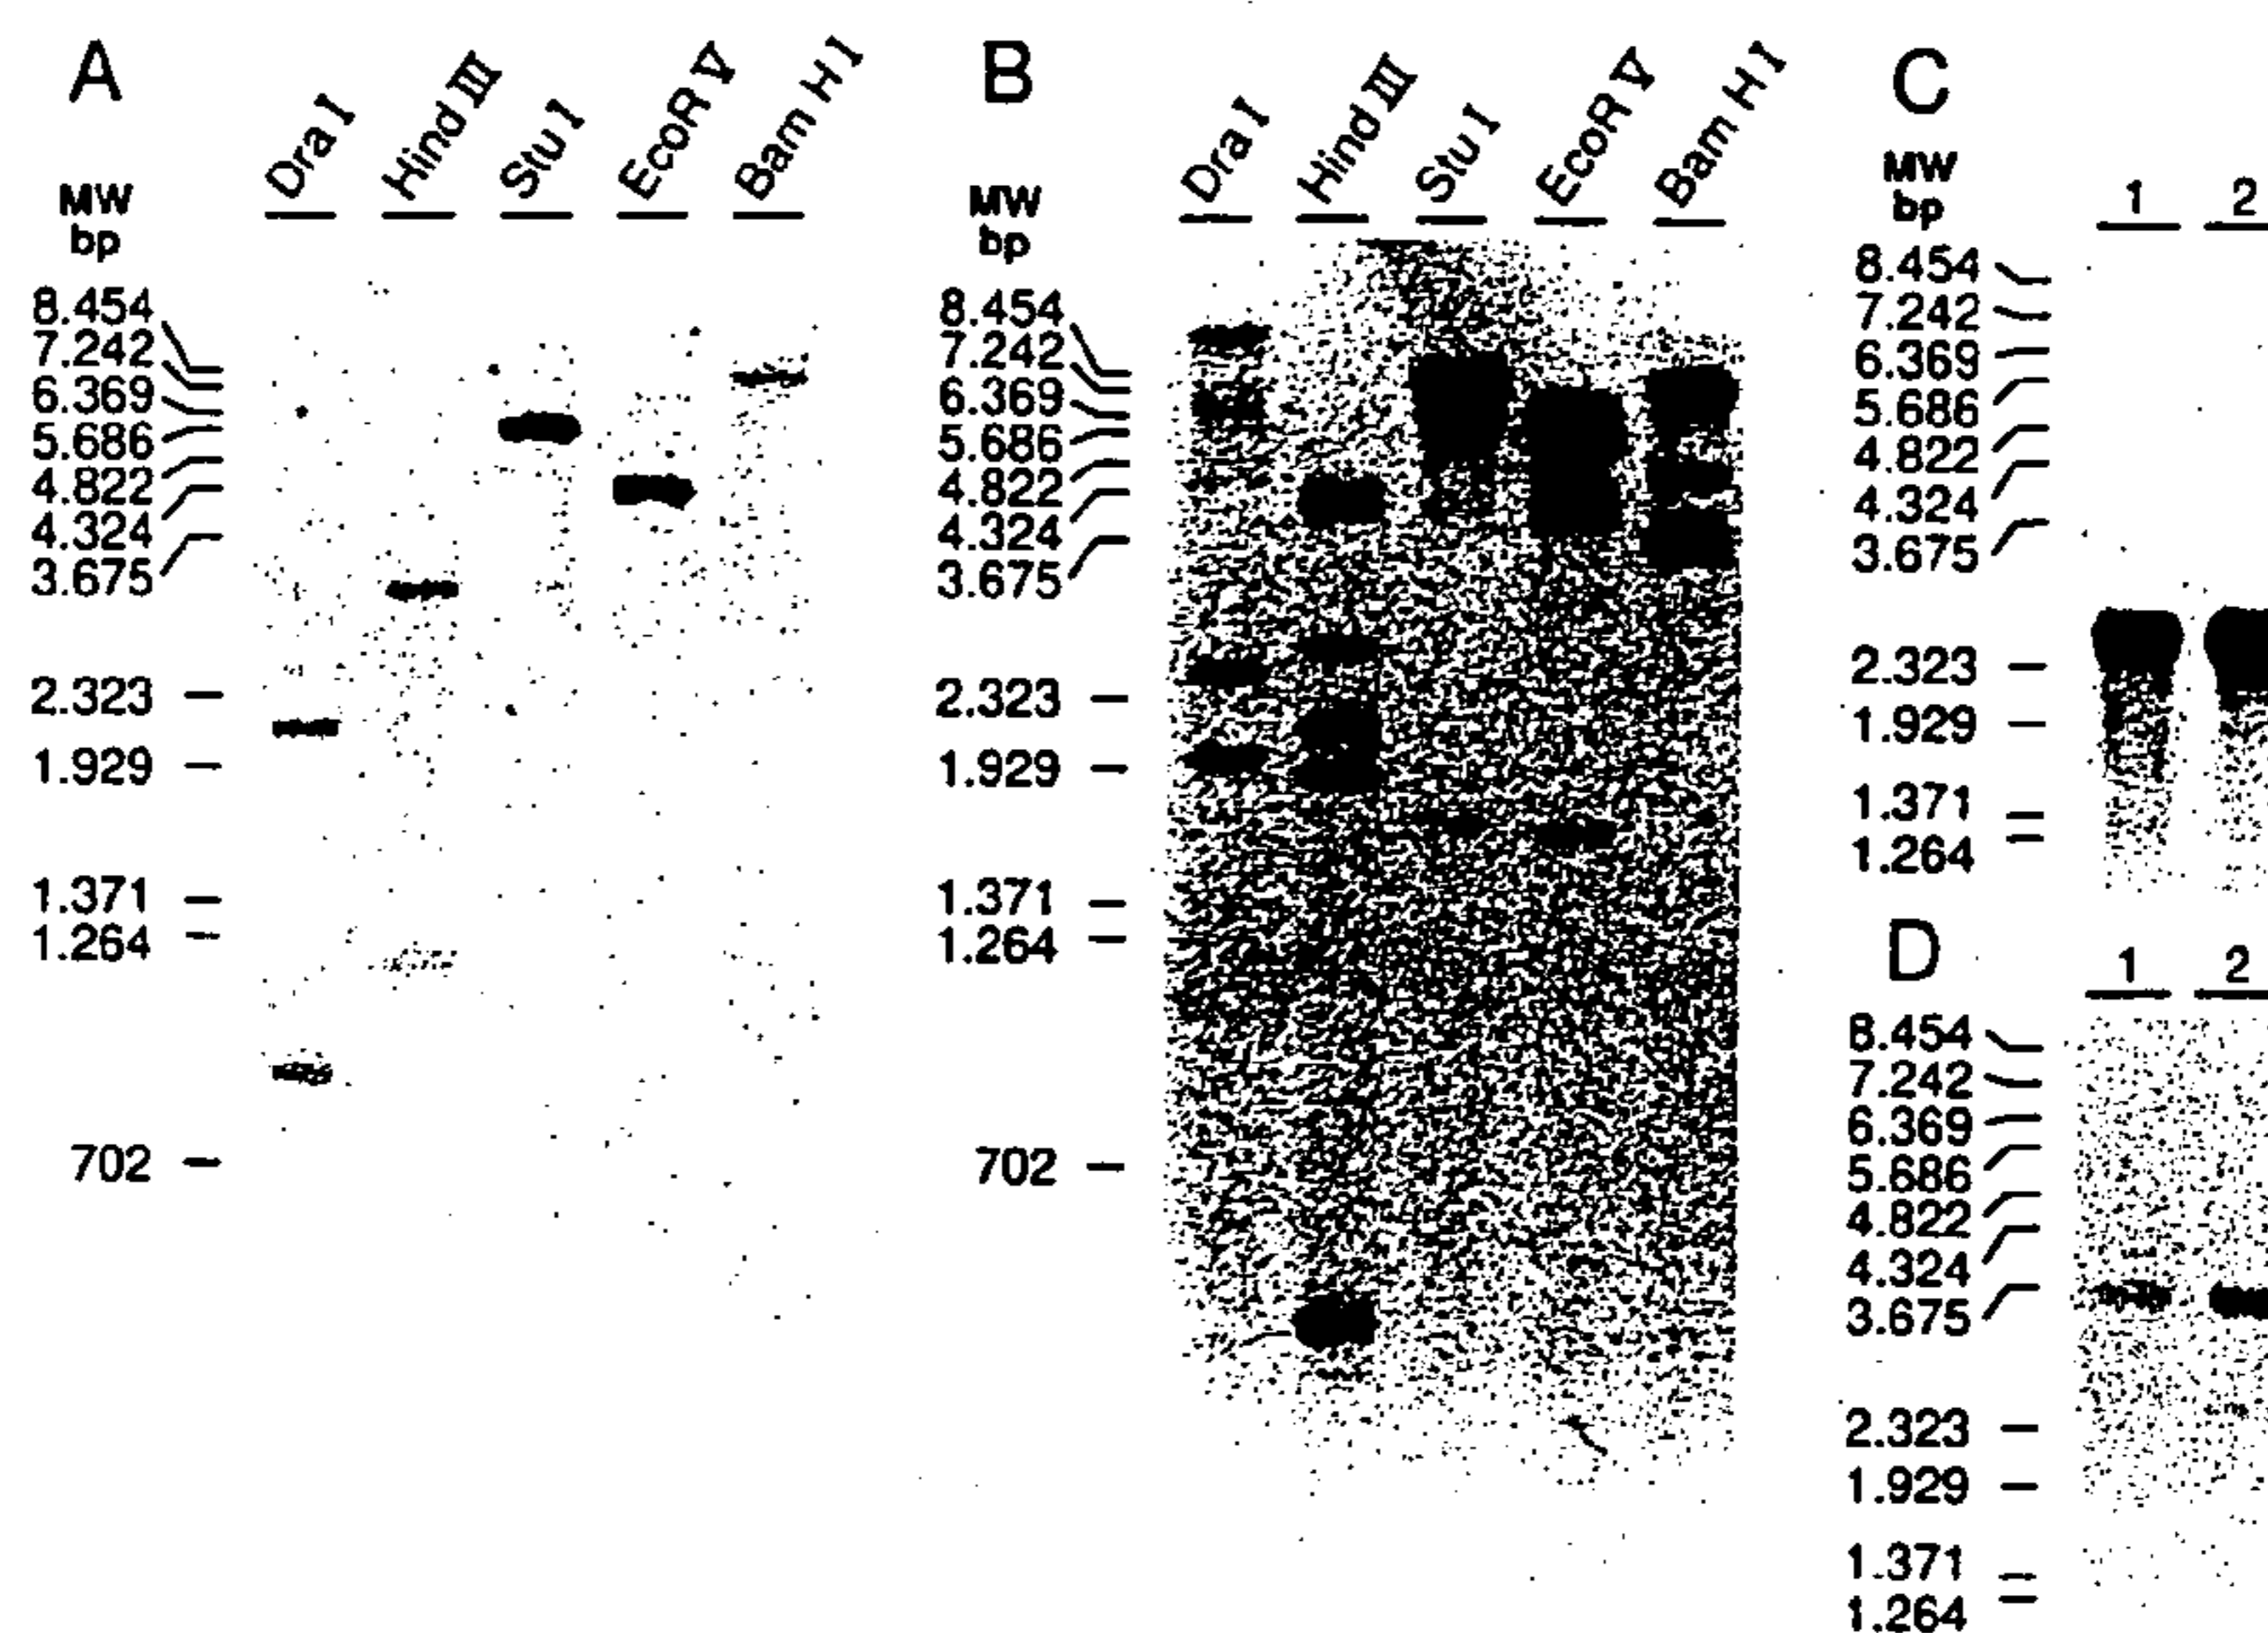 A
Dra I
Hind III
Stu I
EcoR V
Bam H I
MW
bp
8.454
7.242
6.369
5.686
4.822
4.324
3.675
2.323
1.929
1.371
1.264
702
B
Dra I
Hind III
Stu I
EcoR V
Bam H I
MW
bp
8.454
7.242
6.369
5.686
4.822
4.324
3.675
2.323
1.929
1.371
1.264
702
C
MW
bp
1 2
8.454
7.242
6.369
5.686
4.822
4.324
3.675
2.323
1.929
1.371
1.264
D
1 2
8.454
7.242
6.369
5.686
4.822
4.324
3.675
2.323
1.929
1.371
1.264